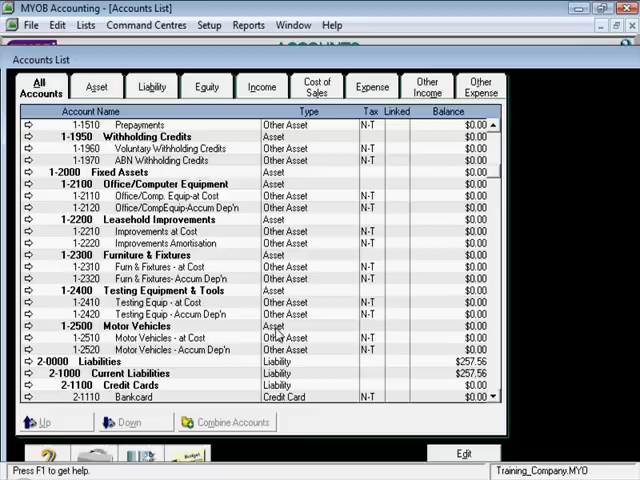 MYOB Accounting - [Accounts List]
File Edit Lists Command Centres Setup Reports Window Help
Accounts List
All Accounts Asset Liability Equity Income Cost of Sales Expense Other Income Other Expense
Account Name Type Tax Linked Balance
1-1510 Prepayments Other Asset N-T $0.00
1-1950 Withholding Credits Asset $0.00
1-1960 Voluntary Withholding Credits Other Asset N-T $0.00
1-1970 ABN Withholding Credits Other Asset N-T $0.00
1-2000 Fixed Assets Asset $0.00
1-2100 Office/Computer Equipment Asset $0.00
1-2110 Office/Comp. Equip-at Cost Other Asset N-T $0.00
1-2120 Office/CompEquip-Accum Dep'n Other Asset N-T $0.00
1-2200 Leasehold Improvements Asset $0.00
1-2210 Improvements at Cost Other Asset N-T $0.00
1-2220 Improvements Amortisation Other Asset N-T $0.00
1-2300 Furniture & Fixtures Asset $0.00
1-2310 Furn & Fixtures - at Cost Other Asset N-T $0.00
1-2320 Furn & Fixtures- Accum Dep'n Other Asset N-T $0.00
1-2400 Testing Equipment & Tools Asset $0.00
1-2410 Testing Equip - at Cost Other Asset N-T $0.00
1-2420 Testing Equip - Accum Dep'n Other Asset N-T $0.00
1-2500 Motor Vehicles Asset $0.00
1-2510 Motor Vehicles - at Cost Other Asset N-T $0.00
1-2520 Motor Vehicles - Accum Dep'n Other Asset N-T $0.00
2-0000 Liabilities Liability $257.56
2-1000 Current Liabilities Liability $257.56
2-1100 Credit Cards Liability $0.00
2-1110 Bankcard Credit Card N-T $0.00
Up Down Combine Accounts
Edit
Press F1 to get help. Training_Company.MYO